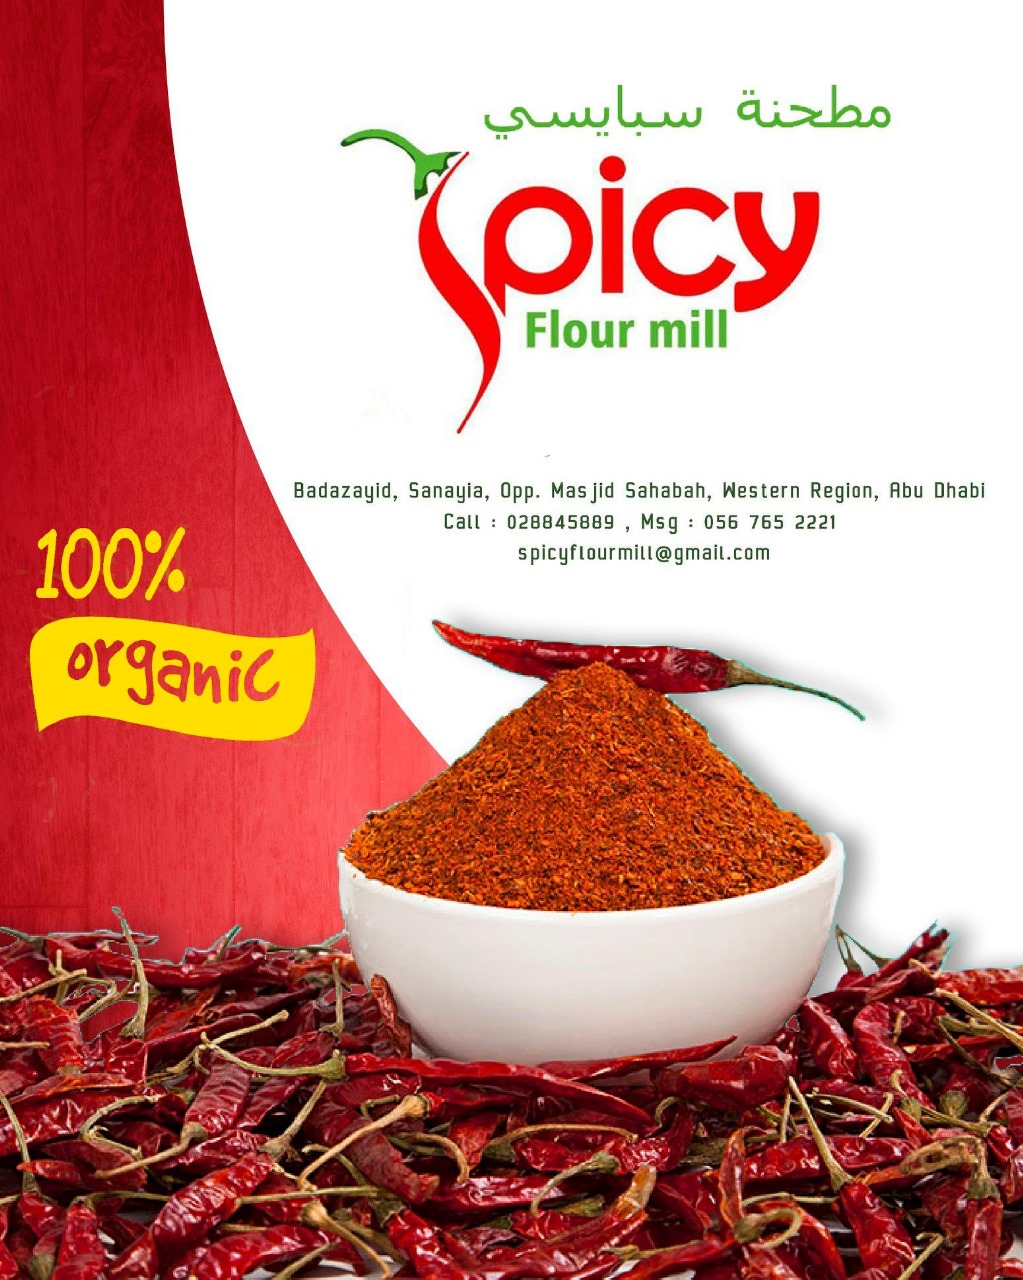 مطحنة سبايسي
Spicy
Flour mill
Badazayid, Sanayia, Opp. Masjid Sahabah, Western Region, Abu Dhabi
Call : 028845889 , Msg : 056 765 2221
spicyflourmill@gmail.com
100%
organic